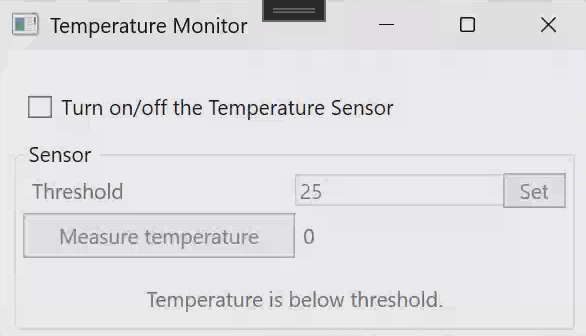 Temperature Monitor
Turn on/off the Temperature Sensor
Sensor
Threshold 25 Set
Measure temperature 0
Temperature is below threshold.